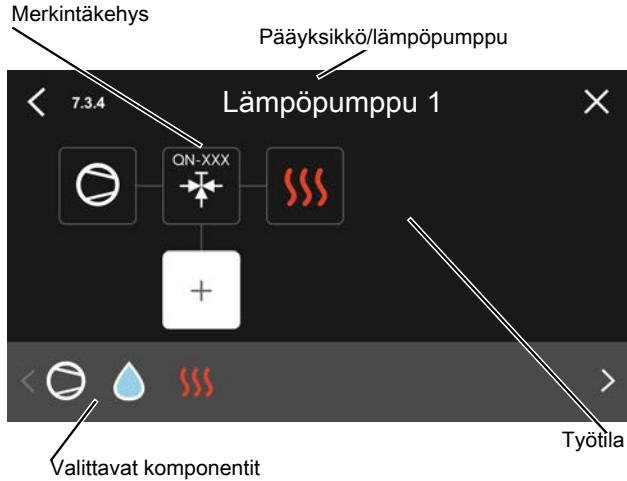 Merkintäkehys
Pääyksikkö/lämpöpumppu
7.3.4
Lämpöpumppu 1
QN-XXX
Työtila
Valittavat komponentit